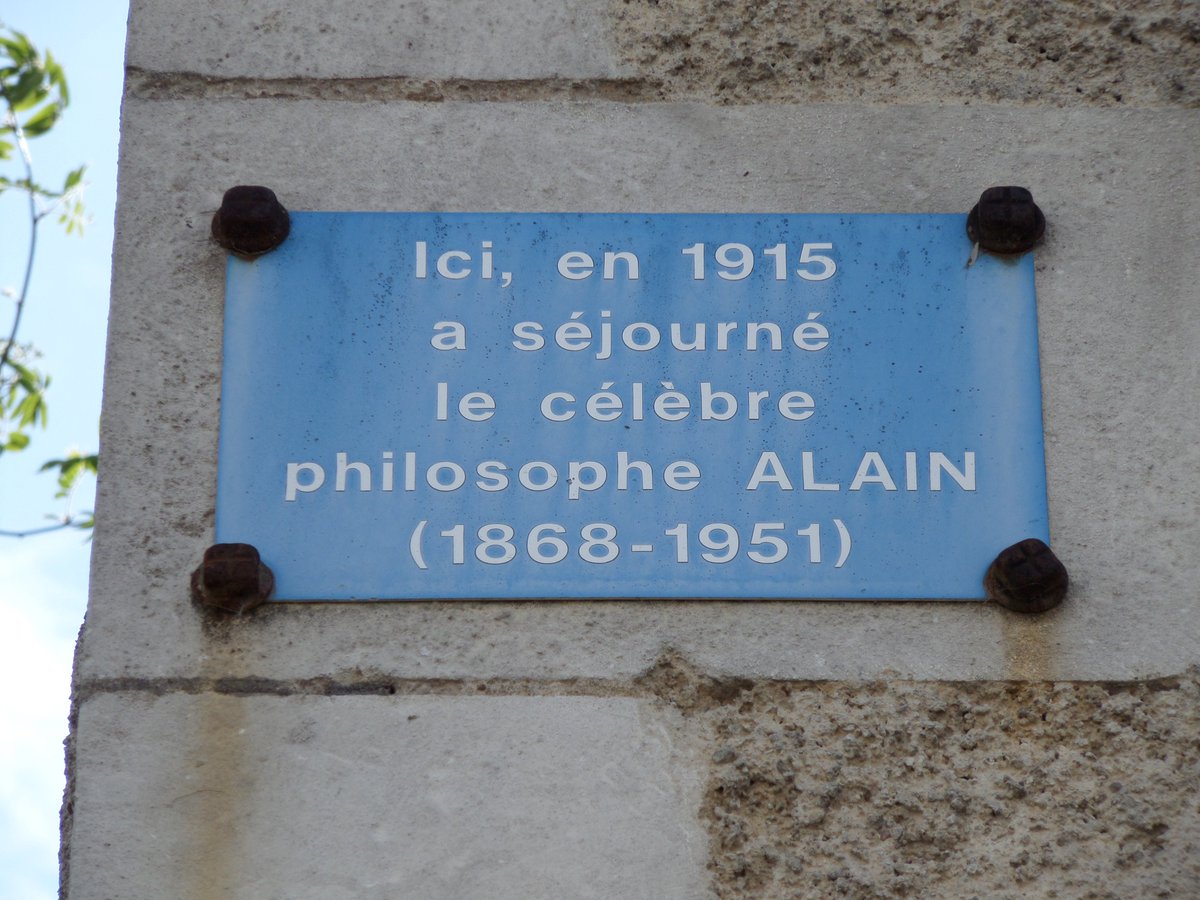 Ici, en 1915
a séjourné
le célèbre
philosophe ALAIN
(1868-1951)